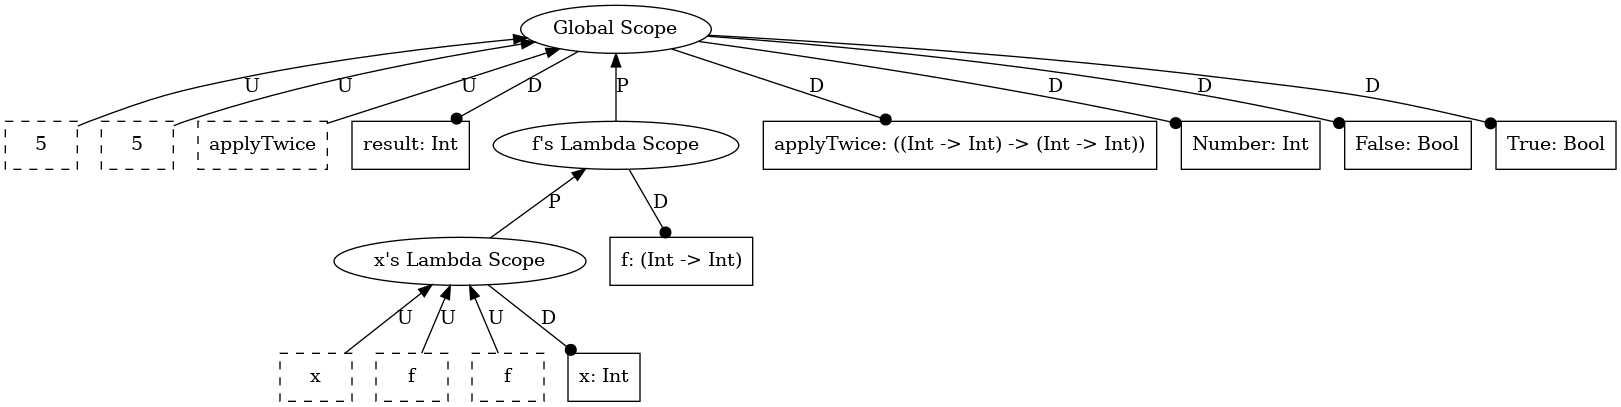 Global Scope
U
U
U
D
P
D
D
D
D
5
5
applyTwice
result: Int
f's Lambda Scope
applyTwice: ((Int -> Int) -> (Int -> Int))
Number: Int
False: Bool
True: Bool
P
D
x's Lambda Scope
f: (Int -> Int)
U
U
U
D
x
f
f
x: Int